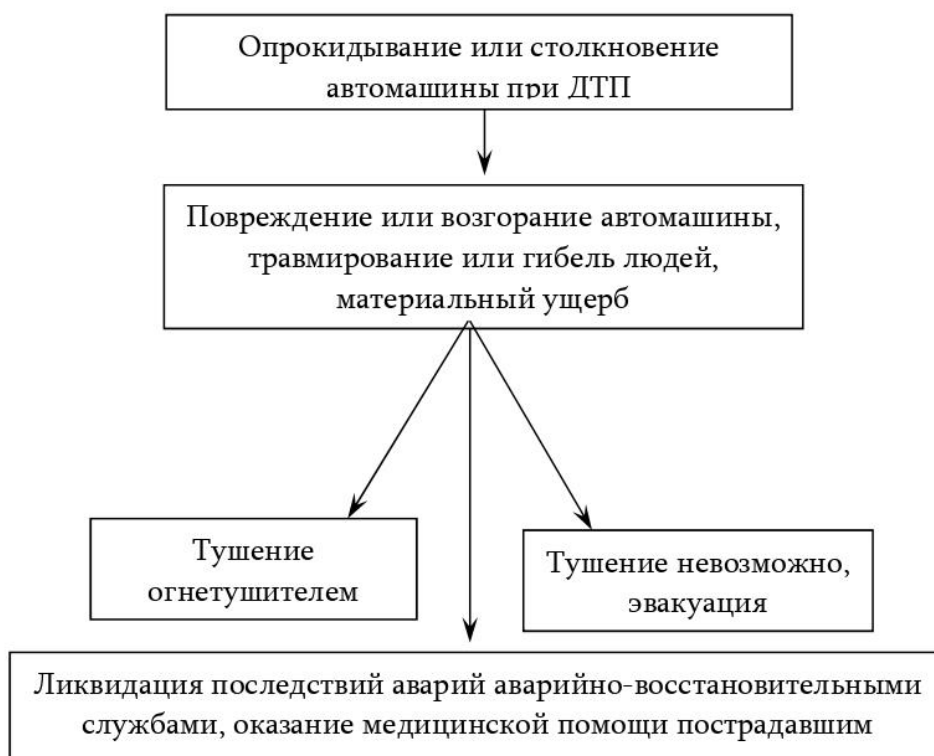 Опрокидывание или столкновение
автомашины при ДТП
Повреждение или возгорание автомашины,
травмирование или гибель людей,
материальный ущерб
Тушение
огнетушителем
Тушение невозможно,
эвакуация
Ликвидация последствий аварий аварийно-восстановительными
службами, оказание медицинской помощи пострадавшим